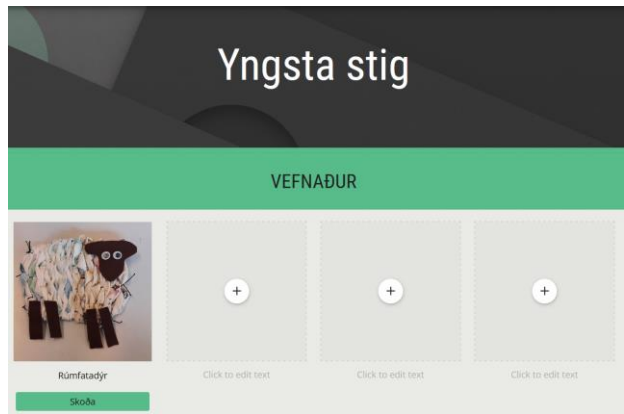 Yngsta stig
VEFNAÐUR
Rúmfatadýr
Click to edit text
Click to edit text
Click to edit text
Skoða